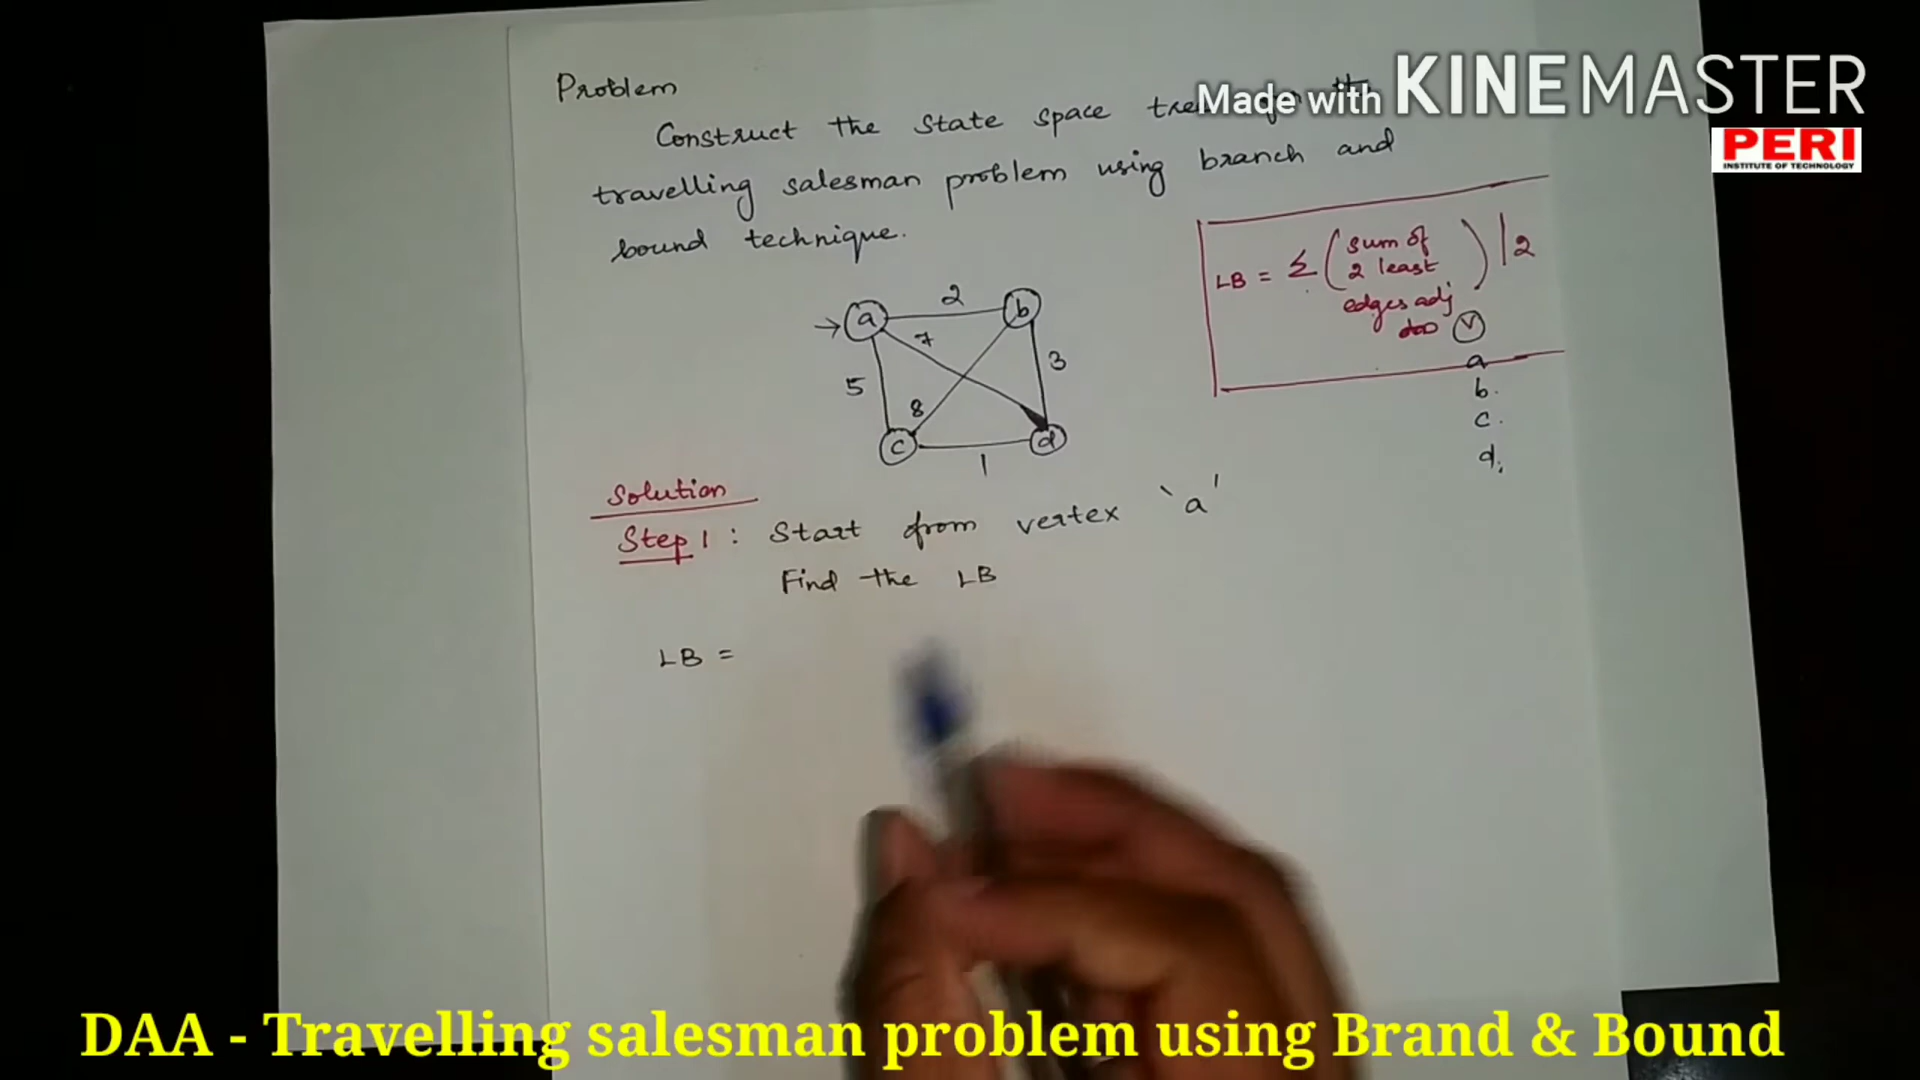 Problem
Made with KINEMASTER
Construct the state space
PERI
INSTITUTE OF TECHNOLOGY
travelling salesman problem using branch and
bound technique.
LB = Σ ( sum of
2 least
edges adj
V ) / 2
a
b.
c.
d.
a 2 b
7
5 3
8
c 1 d
Solution
Step 1 : Start from vertex 'a'
Find the LB
LB =
DAA - Travelling salesman problem using Brand & Bound